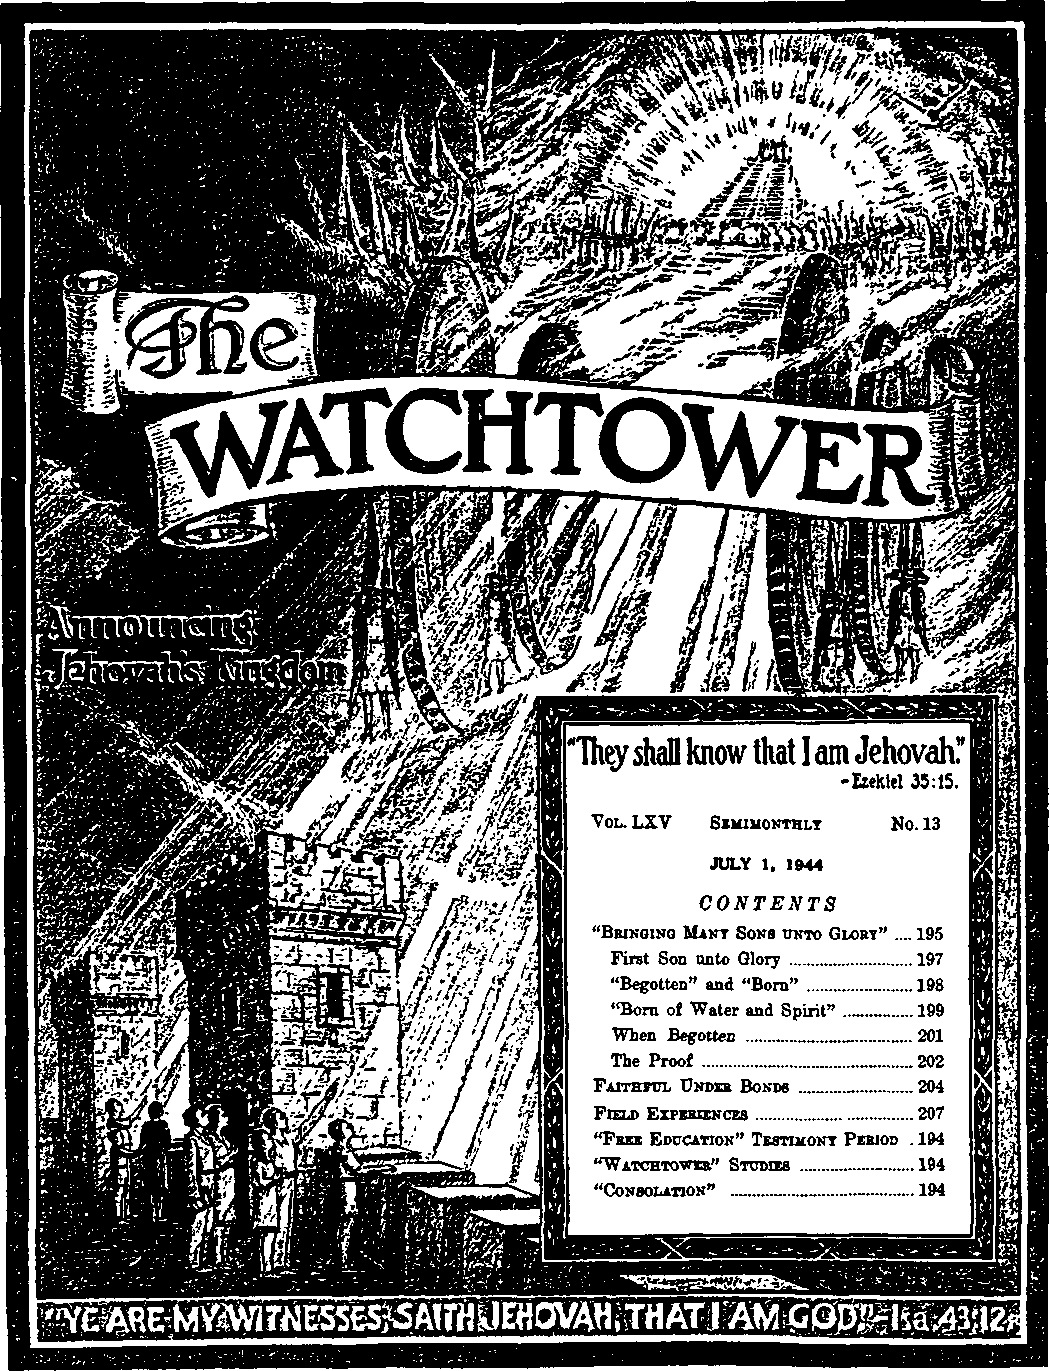 The
WATCHTOWER
Announcing
Jehovah's Kingdom
"They shall know that I am Jehovah."
-Ezekiel 35:15.
VOL. LXV SEMIMONTHLY No. 13
JULY 1, 1944
CONTENTS
"BRINGING MANY SONS UNTO GLORY" .... 195
First Son unto Glory .......................... 197
"Begotten" and "Born" ...................... 198
"Born of Water and Spirit" ............... 199
When Begotten .................................. 201
The Proof .......................................... 202
FAITHFUL UNDER BONDS ....................... 204
FIELD EXPERIENCES ................................ 207
"FREE EDUCATION" TESTIMONY PERIOD . 194
"WATCHTOWER" STUDIES ....................... 194
"CONSOLATION" ..................................... 194
"YE ARE MY WITNESSES, SAITH JEHOVAH, THAT I AM GOD."-Isa. 43:12.